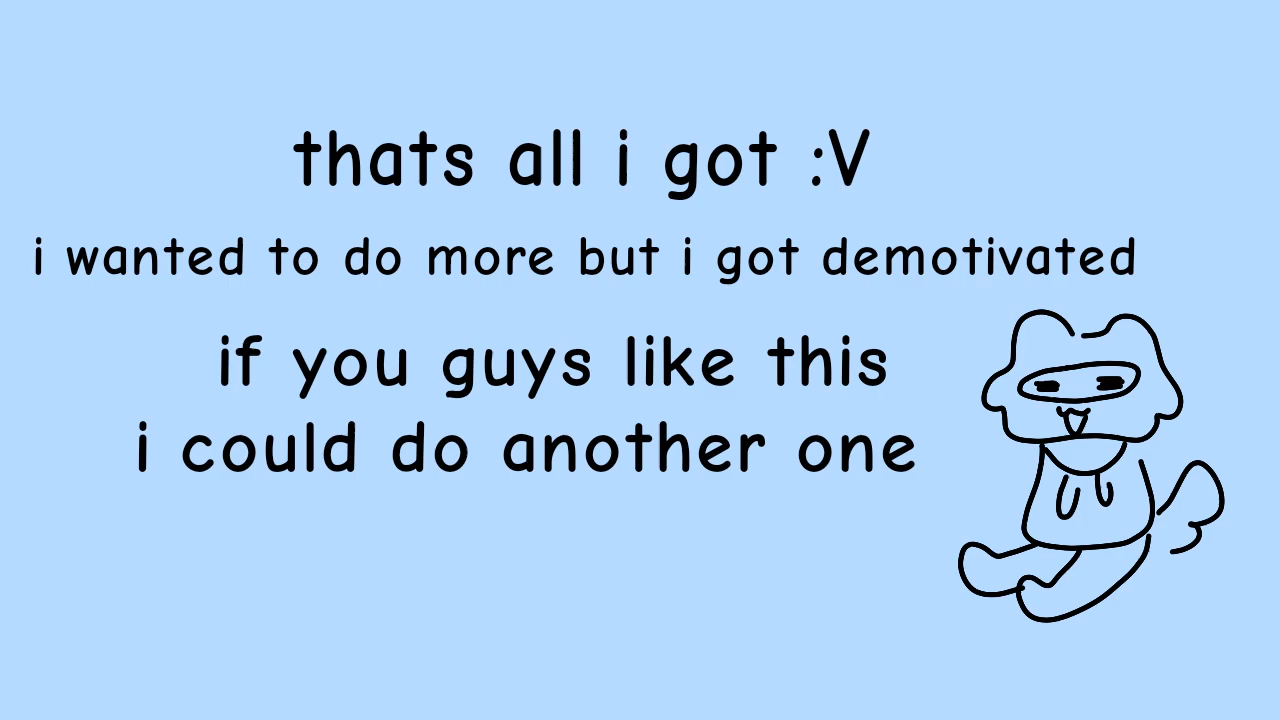 thats all i got :V
i wanted to do more but i got demotivated
if you guys like this
i could do another one